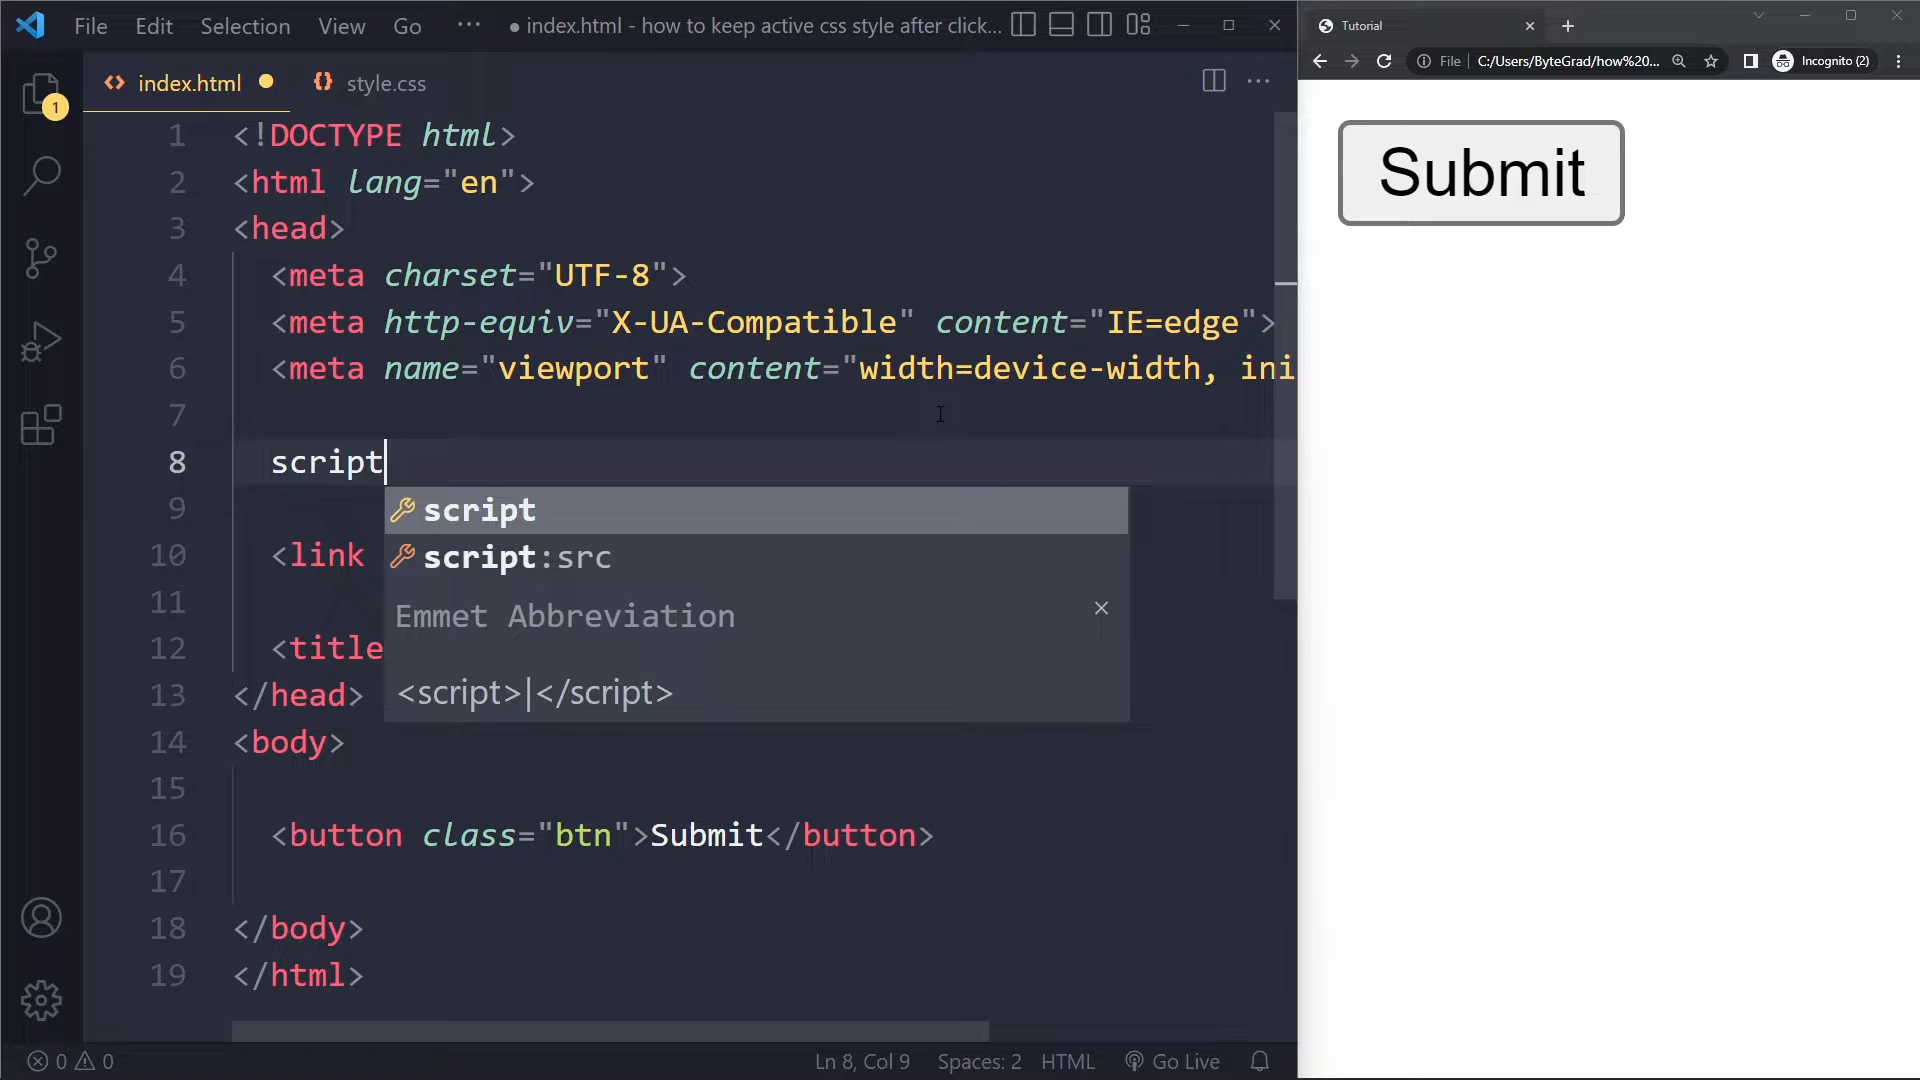 File Edit Selection View Go ··· ● index.html - how to keep active css style after click...
index.html ● style.css
1
1 <!DOCTYPE html>
2 <html lang="en">
3 <head>
4 <meta charset="UTF-8">
5 <meta http-equiv="X-UA-Compatible" content="IE=edge">
6 <meta name="viewport" content="width=device-width, ini
7
8 script
9
10 <link
11
12 <title
13 </head>
14 <body>
15
16 <button class="btn">Submit</button>
17
18 </body>
19 </html>
script
script:src
Emmet Abbreviation
<script>|</script>
0 0 Ln 8, Col 9 Spaces: 2 HTML Go Live
Tutorial
File C:/Users/ByteGrad/how%20... Incognito (2)
Submit